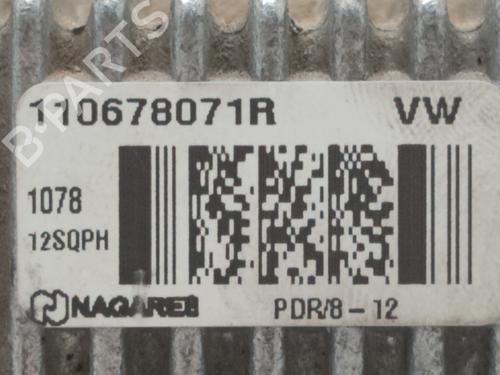 B-PARTS
110678071R VW
1078
12SQPH
NAGARES PDR/8-12